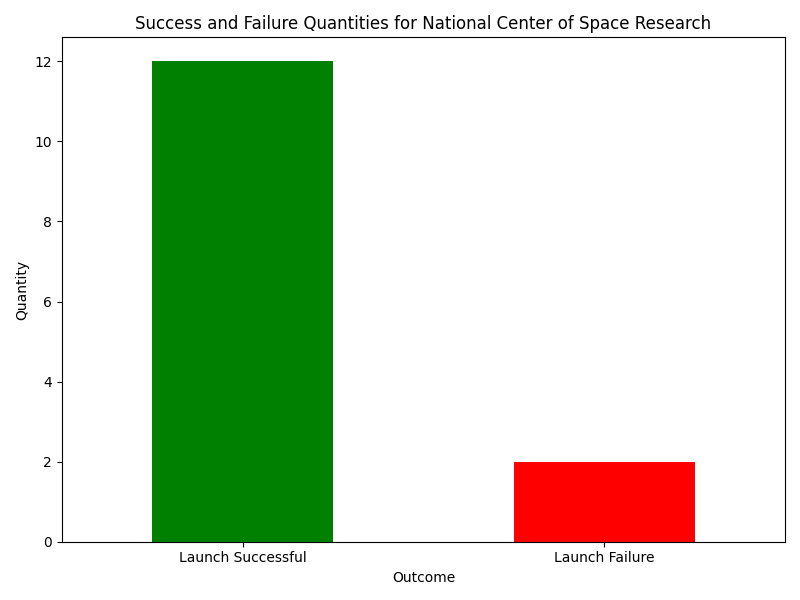 Success and Failure Quantities for National Center of Space Research
12
10
8
6
4
2
0
Quantity
Launch Successful
Launch Failure
Outcome